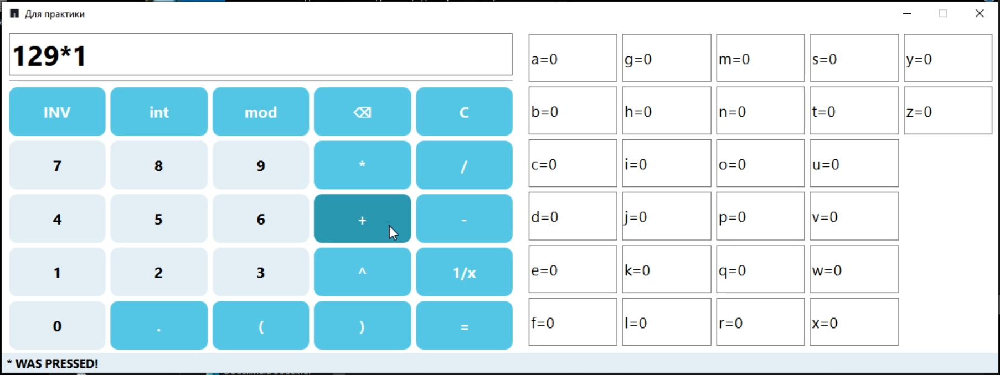 Для практики
129*1
INV int mod ⌫ C
7 8 9 * /
4 5 6 + -
1 2 3 ^ 1/x
0 . ( ) =
a=0 g=0 m=0 s=0 y=0
b=0 h=0 n=0 t=0 z=0
c=0 i=0 o=0 u=0
d=0 j=0 p=0 v=0
e=0 k=0 q=0 w=0
f=0 l=0 r=0 x=0
* WAS PRESSED!